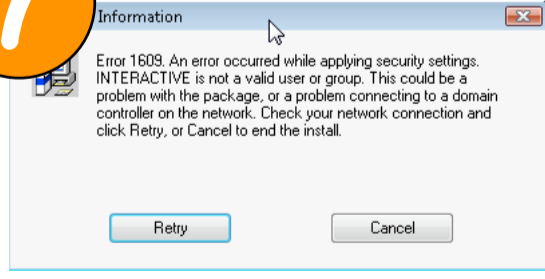 Information
Error 1609. An error occurred while applying security settings.
INTERACTIVE is not a valid user or group. This could be a
problem with the package, or a problem connecting to a domain
controller on the network. Check your network connection and
click Retry, or Cancel to end the install.
Retry
Cancel